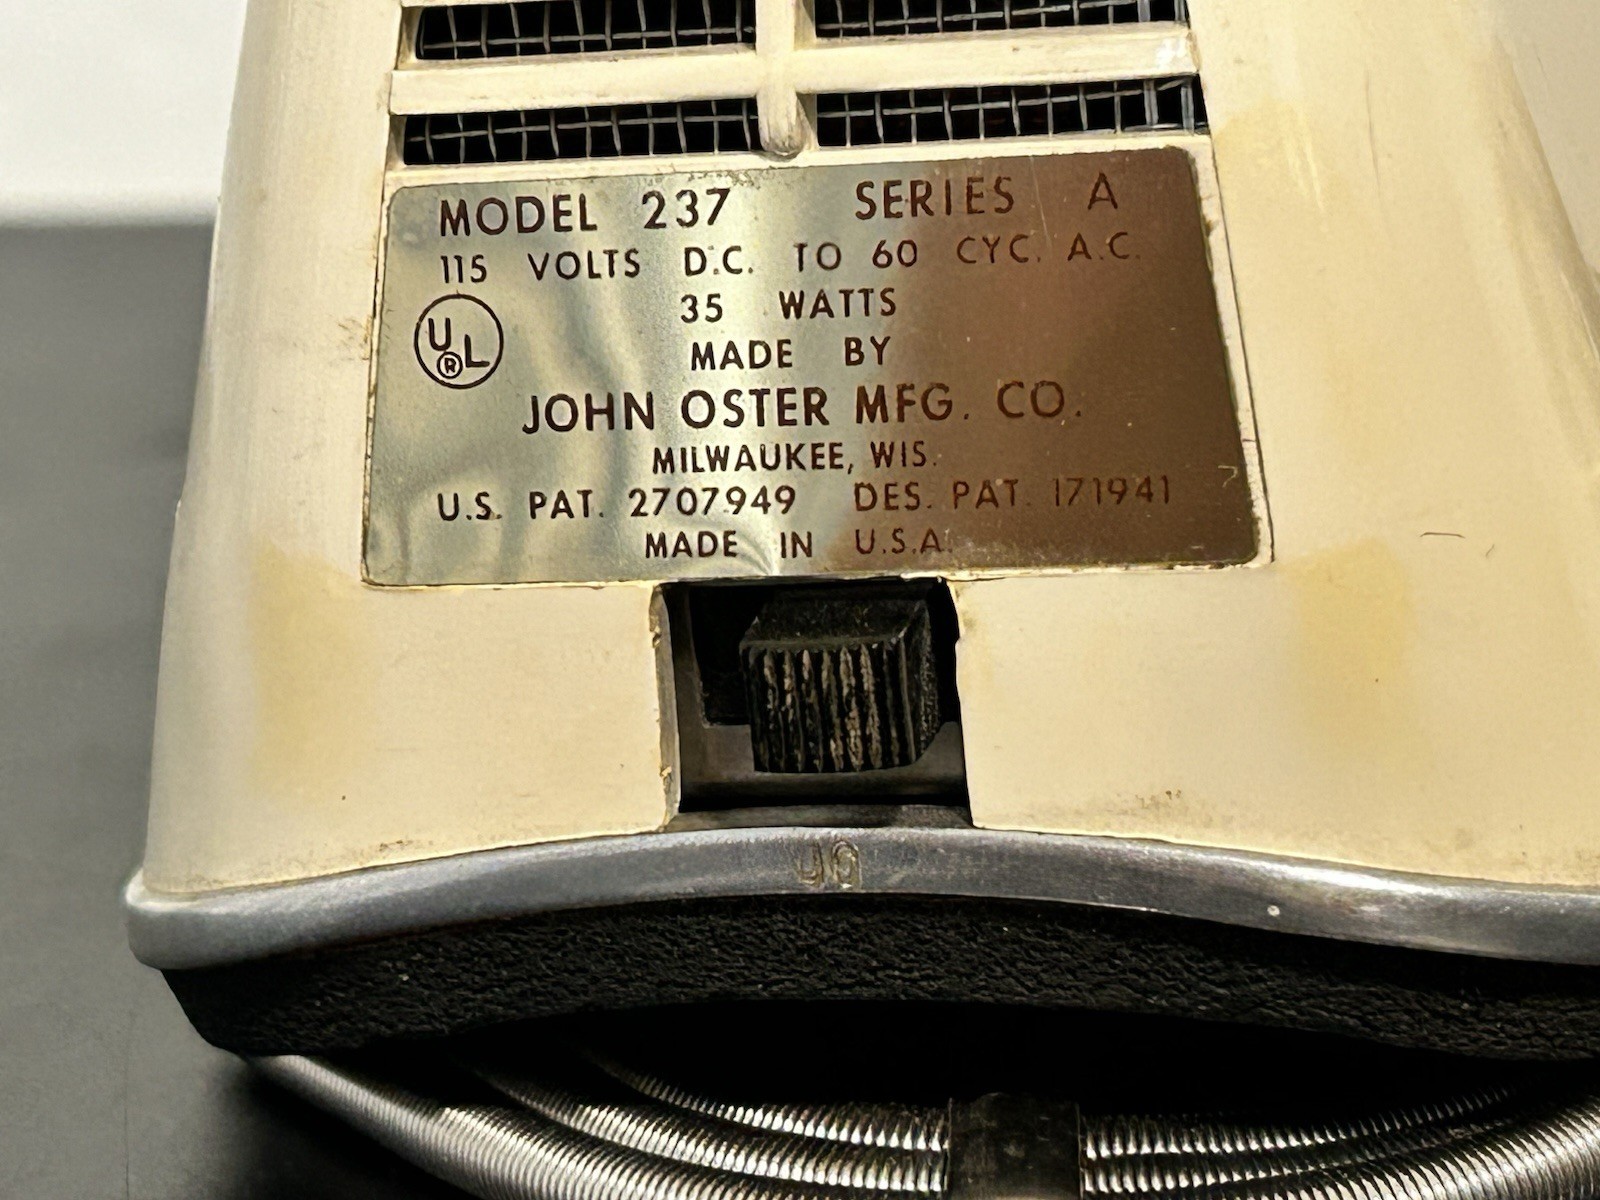 MODEL 237 SERIES A
115 VOLTS D.C. TO 60 CYC. A.C.
35 WATTS
UL ®
MADE BY
JOHN OSTER MFG. CO.
MILWAUKEE, WIS.
U.S. PAT. 2707949 DES. PAT. 171941
MADE IN U.S.A.